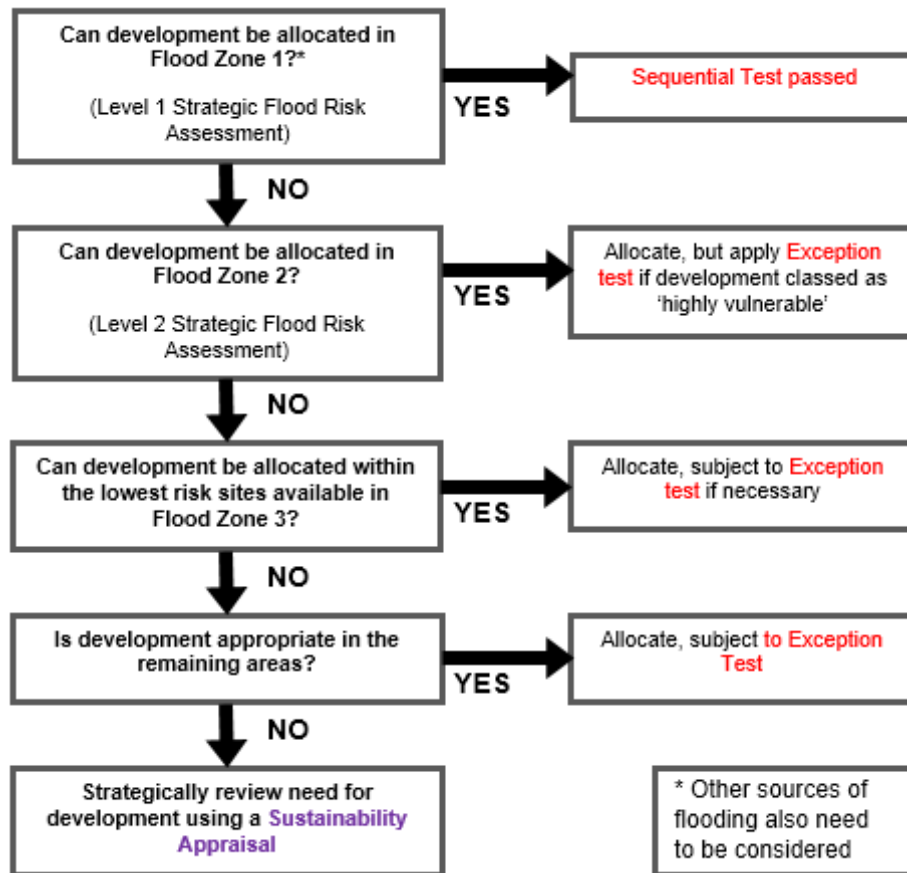 Can development be allocated in
Flood Zone 1?*
(Level 1 Strategic Flood Risk
Assessment)
YES
Sequential Test passed
NO
Can development be allocated in
Flood Zone 2?
(Level 2 Strategic Flood Risk
Assessment)
YES
Allocate, but apply Exception
test if development classed as
‘highly vulnerable’
NO
Can development be allocated within
the lowest risk sites available in
Flood Zone 3?
YES
Allocate, subject to Exception
test if necessary
NO
Is development appropriate in the
remaining areas?
YES
Allocate, subject to Exception
Test
NO
Strategically review need for
development using a Sustainability
Appraisal
* Other sources of
flooding also need
to be considered